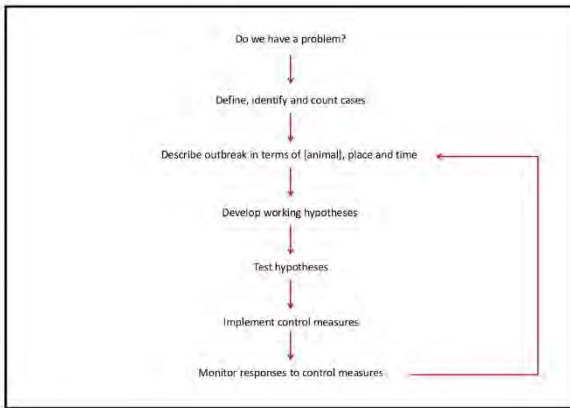 Do we have a problem?
Define, identify and count cases
Describe outbreak in terms of [animal], place and time
Develop working hypotheses
Test hypotheses
Implement control measures
Monitor responses to control measures